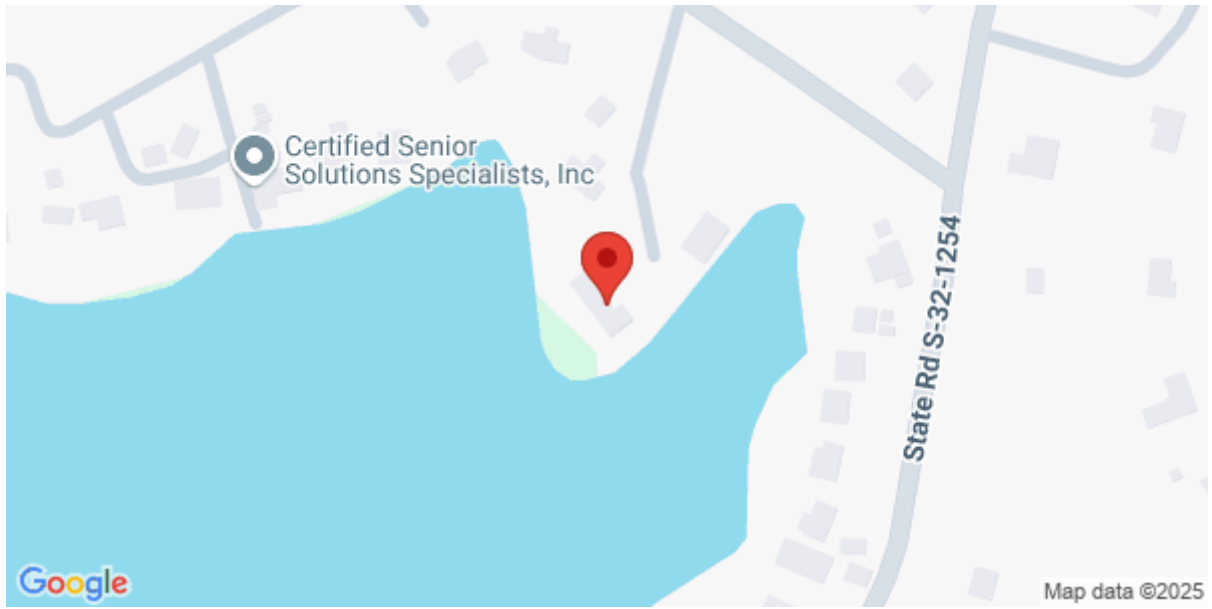 Certified Senior
Solutions Specialists, Inc
State Rd S-32-1254
Google
Map data ©2025